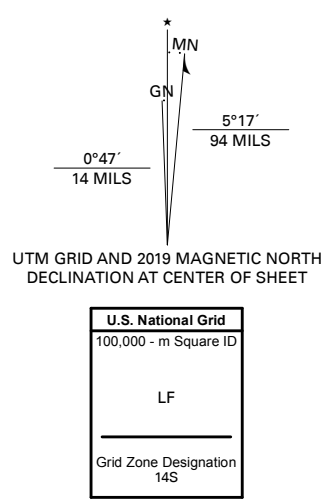 ★
MN
GN
5°17´
94 MILS
0°47´
14 MILS
UTM GRID AND 2019 MAGNETIC NORTH
DECLINATION AT CENTER OF SHEET
U.S. National Grid
100,000 - m Square ID
LF
Grid Zone Designation
14S